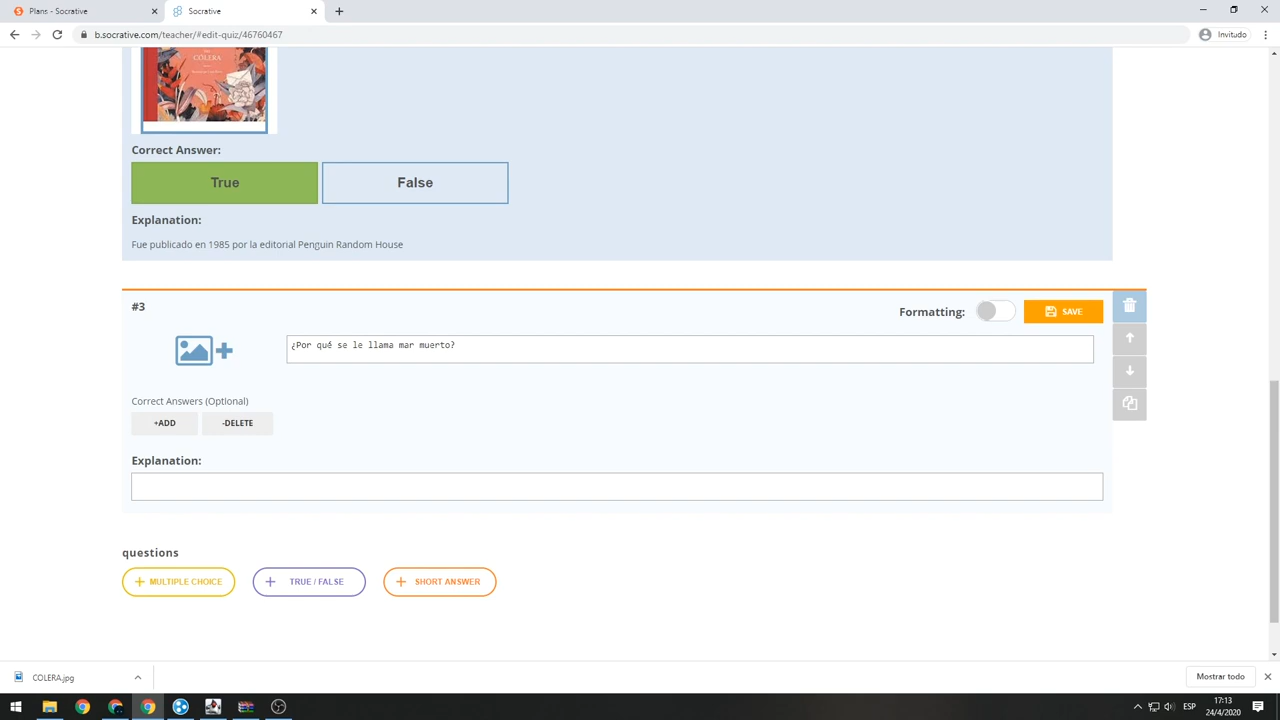 Plans - Socrative
Socrative
b.socrative.com/teacher/#edit-quiz/46760467
Invitudo
CÓLERA
Correct Answer:
True
False
Explanation:
Fue publicado en 1985 por la editorial Penguin Random House
#3
Formatting:
SAVE
¿Por qué se le llama mar muerto?
Correct Answers (Optional)
+ADD
-DELETE
Explanation:
questions
+ MULTIPLE CHOICE
+ TRUE / FALSE
+ SHORT ANSWER
COLERA.jpg
Mostrar todo
ESP
17:13
24/4/2020